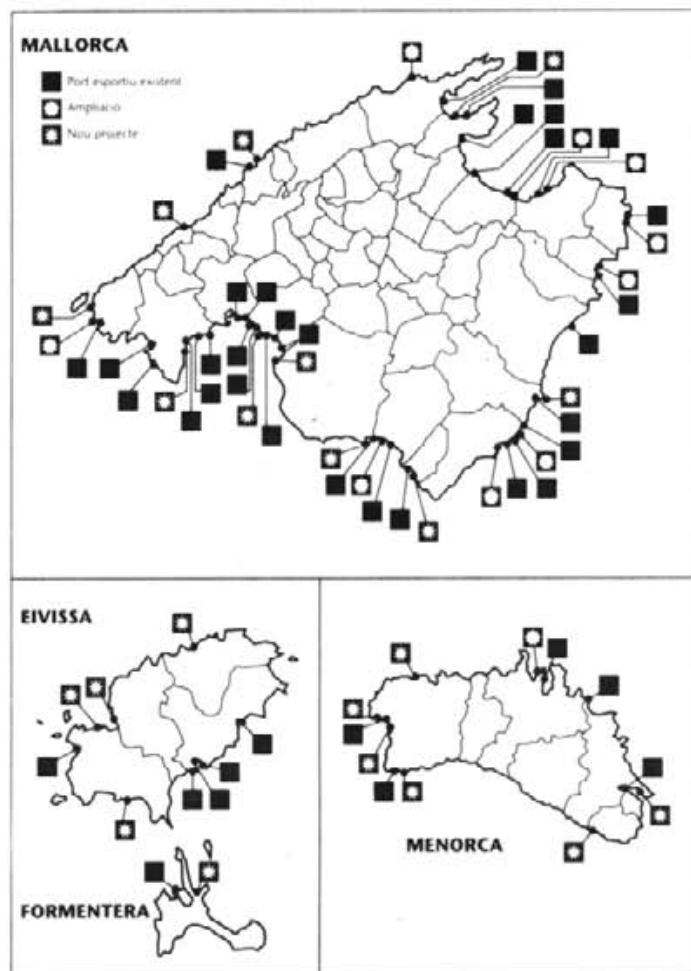 MALLORCA
Port esportiu existent
Ampliació
Nou projecte
EIVISSA
FORMENTERA
MENORCA